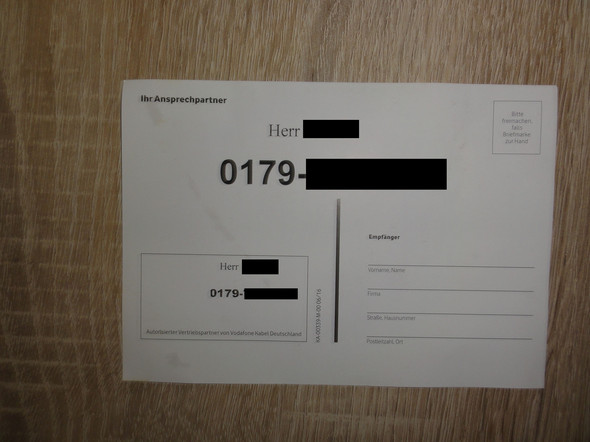 Ihr Ansprechpartner
Bitte
freimachen
falls
Briefmarke
zur Hand
Herr
0179-
Empfänger
Vorname, Name
Firma
Straße, Hausnummer
Postleitzahl, Ort
Herr
0179-
Autorisierter Vertriebspartner von Vodafone Kabel Deutschland